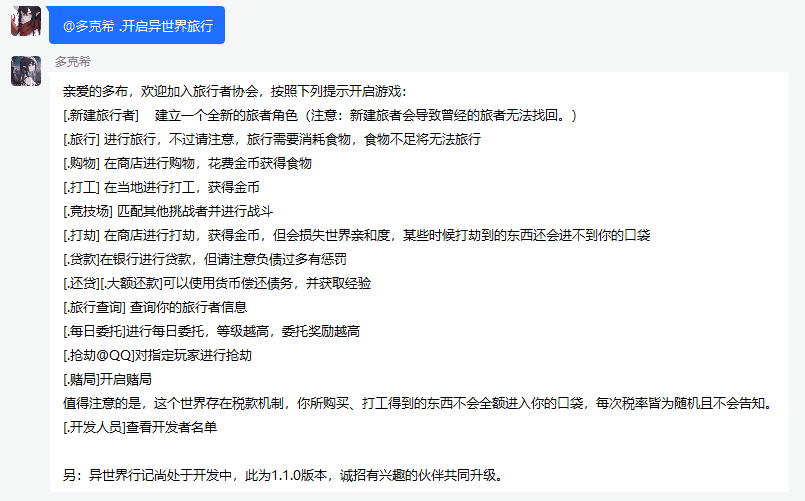 @多克希 .开启异世界旅行
多克希
亲爱的多布，欢迎加入旅行者协会，按照下列提示开启游戏：
[.新建旅行者]　建立一个全新的旅者角色（注意：新建旅者会导致曾经的旅者无法找回。）
[.旅行] 进行旅行，不过请注意，旅行需要消耗食物，食物不足将无法旅行
[.购物] 在商店进行购物，花费金币获得食物
[.打工] 在当地进行打工，获得金币
[.竞技场] 匹配其他挑战者并进行战斗
[.打劫] 在商店进行打劫，获得金币，但会损失世界亲和度，某些时候打劫到的东西还会进不到你的口袋
[.贷款]在银行进行贷款，但请注意负债过多有惩罚
[.还贷][.大额还款]可以使用货币偿还债务，并获取经验
[.旅行查询] 查询你的旅行者信息
[.每日委托]进行每日委托，等级越高，委托奖励越高
[.抢劫@QQ]对指定玩家进行抢劫
[.赌局]开启赌局
值得注意的是，这个世界存在税款机制，你所购买、打工得到的东西不会全额进入你的口袋，每次税率皆为随机且不会告知。
[.开发人员]查看开发者名单
另：异世界行记尚处于开发中，此为1.1.0版本，诚招有兴趣的伙伴共同升级。